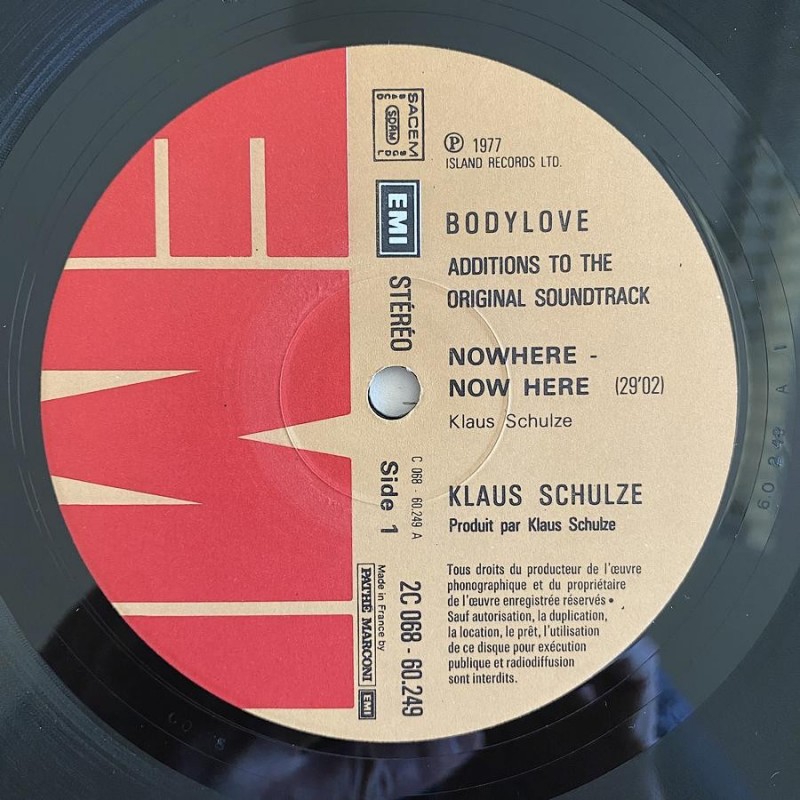 SACEM
SDRM
EMI
STÉRÉO
Side 1
C 068 - 60.249 A
2C 068 - 60.249
Made in France by
PATHE MARCONI EMI
℗ 1977
ISLAND RECORDS LTD.
BODYLOVE
ADDITIONS TO THE
ORIGINAL SOUNDTRACK
NOWHERE -
NOW HERE (29'02)
Klaus Schulze
KLAUS SCHULZE
Produit par Klaus Schulze
Tous droits du producteur de l'œuvre
phonographique et du propriétaire
de l'œuvre enregistrée réservés •
Sauf autorisation, la duplication,
la location, le prêt, l'utilisation
de ce disque pour exécution
publique et radiodiffusion
sont interdits.